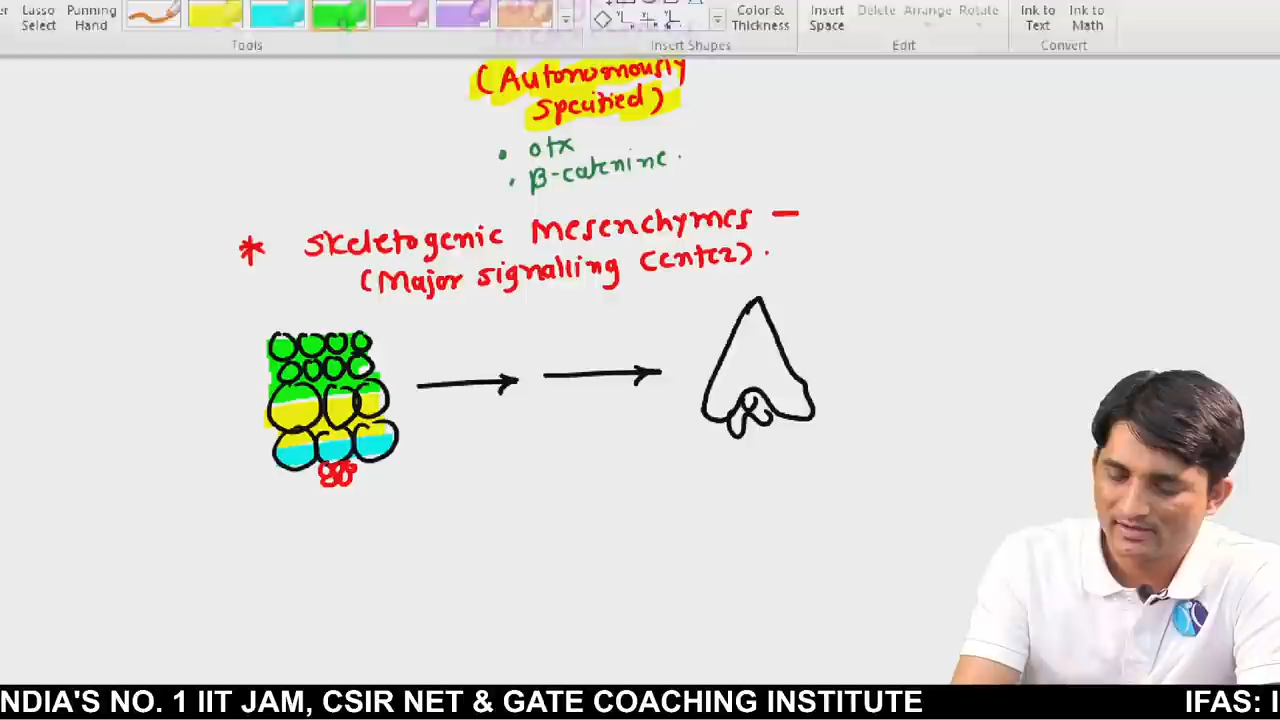 Lasso Punning
Select Hand
Tools
Insert Shapes
Color &
Thickness
Insert Delete Arrange Rotate
Space
Edit
Ink to Ink to
Text Math
Convert
(Autonomously
specified)
• Otx
• β-catenine.
* Skeletogenic Mesenchymes –
(Major signalling Center).
NDIA'S NO. 1 IIT JAM, CSIR NET & GATE COACHING INSTITUTE
IFAS: I